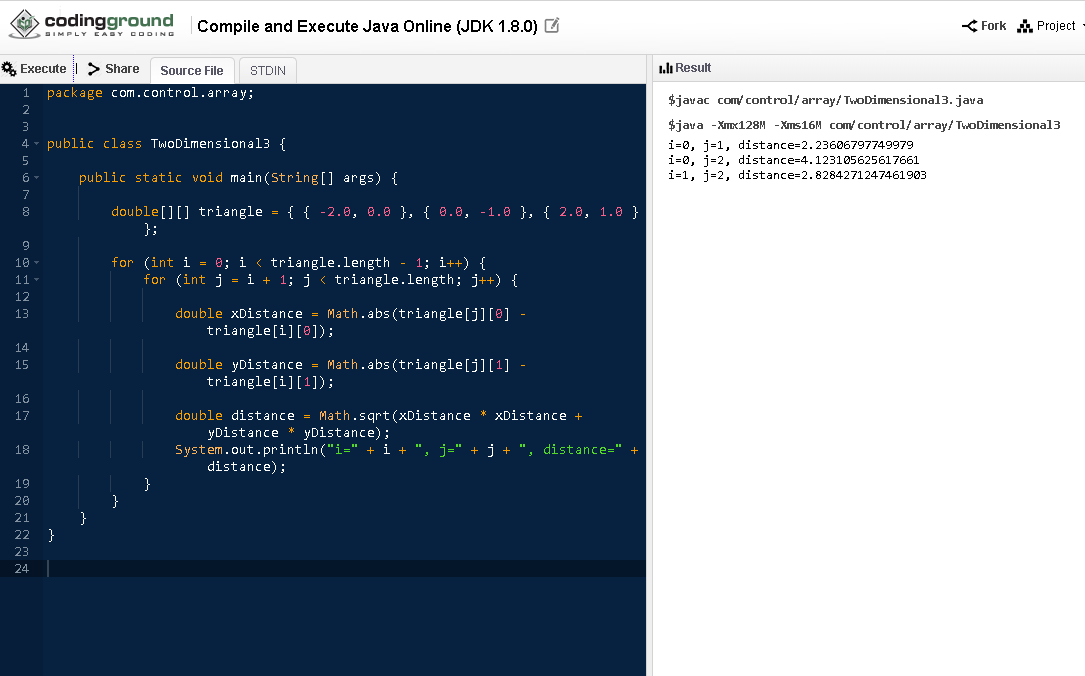 codingground
SIMPLY EASY CODING
Compile and Execute Java Online (JDK 1.8.0)
Fork
Project
Execute
Share
Source File
STDIN
1 package com.control.array;
2
3
4 public class TwoDimensional3 {
5
6 public static void main(String[] args) {
7
8 double[][] triangle = { { -2.0, 0.0 }, { 0.0, -1.0 }, { 2.0, 1.0 }
};
9
10 for (int i = 0; i < triangle.length - 1; i++) {
11 for (int j = i + 1; j < triangle.length; j++) {
12
13 double xDistance = Math.abs(triangle[j][0] -
triangle[i][0]);
14
15 double yDistance = Math.abs(triangle[j][1] -
triangle[i][1]);
16
17 double distance = Math.sqrt(xDistance * xDistance +
yDistance * yDistance);
18 System.out.println("i=" + i + ", j=" + j + ", distance=" +
distance);
19 }
20 }
21 }
22 }
23
24
Result
$javac com/control/array/TwoDimensional3.java
$java -Xmx128M -Xms16M com/control/array/TwoDimensional3
i=0, j=1, distance=2.23606797749979
i=0, j=2, distance=4.123105625617661
i=1, j=2, distance=2.8284271247461903